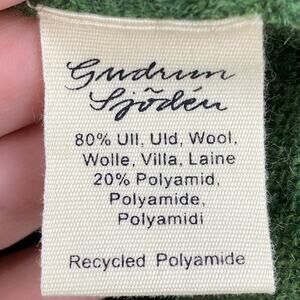 Gudrun
Sjödén
80% Ull, Uld, Wool,
Wolle, Villa, Laine
20% Polyamid,
Polyamide,
Polyamidi
Recycled Polyamide